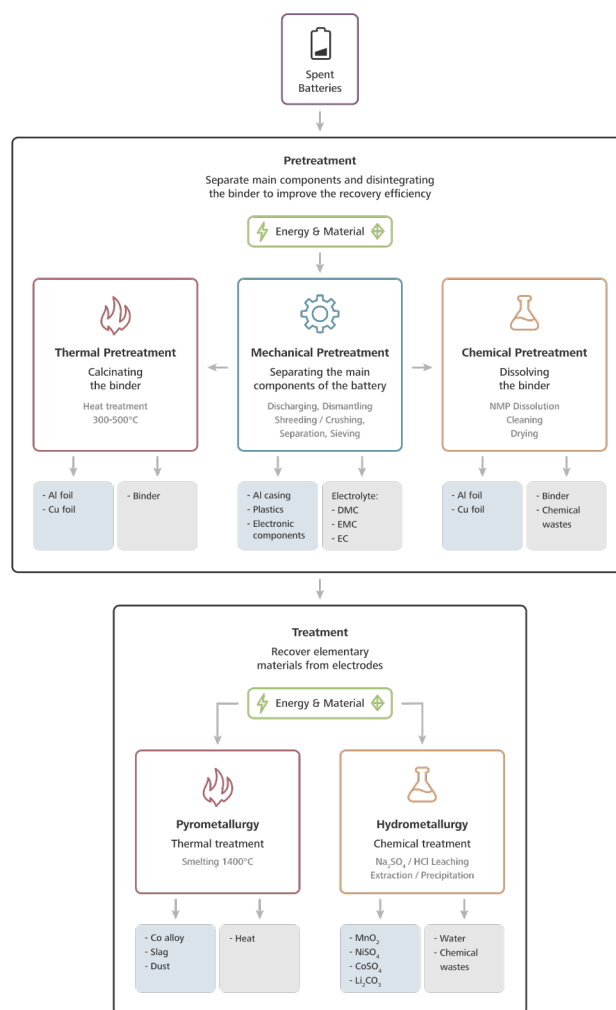 Spent
Batteries
Pretreatment
Separate main components and disintegrating
the binder to improve the recovery efficiency
Energy & Material
Thermal Pretreatment
Calcinating
the binder
Heat treatment
300-500°C
Mechanical Pretreatment
Separating the main
components of the battery
Discharging, Dismantling
Shreeding / Crushing,
Separation, Sieving
Chemical Pretreatment
Dissolving
the binder
NMP Dissolution
Cleaning
Drying
- Al foil
- Cu foil
- Binder
- Al casing
- Plastics
- Electronic
components
Electrolyte:
- DMC
- EMC
- EC
- Al foil
- Cu foil
- Binder
- Chemical
wastes
Treatment
Recover elementary
materials from electrodes
Energy & Material
Pyrometallurgy
Thermal treatment
Smelting 1400°C
Hydrometallurgy
Chemical treatment
Na₂SO₄ / HCl Leaching
Extraction / Precipitation
- Co alloy
- Slag
- Dust
- Heat
- MnO₂
- NiSO₄
- CoSO₄
- Li₂CO₃
- Water
- Chemical
wastes